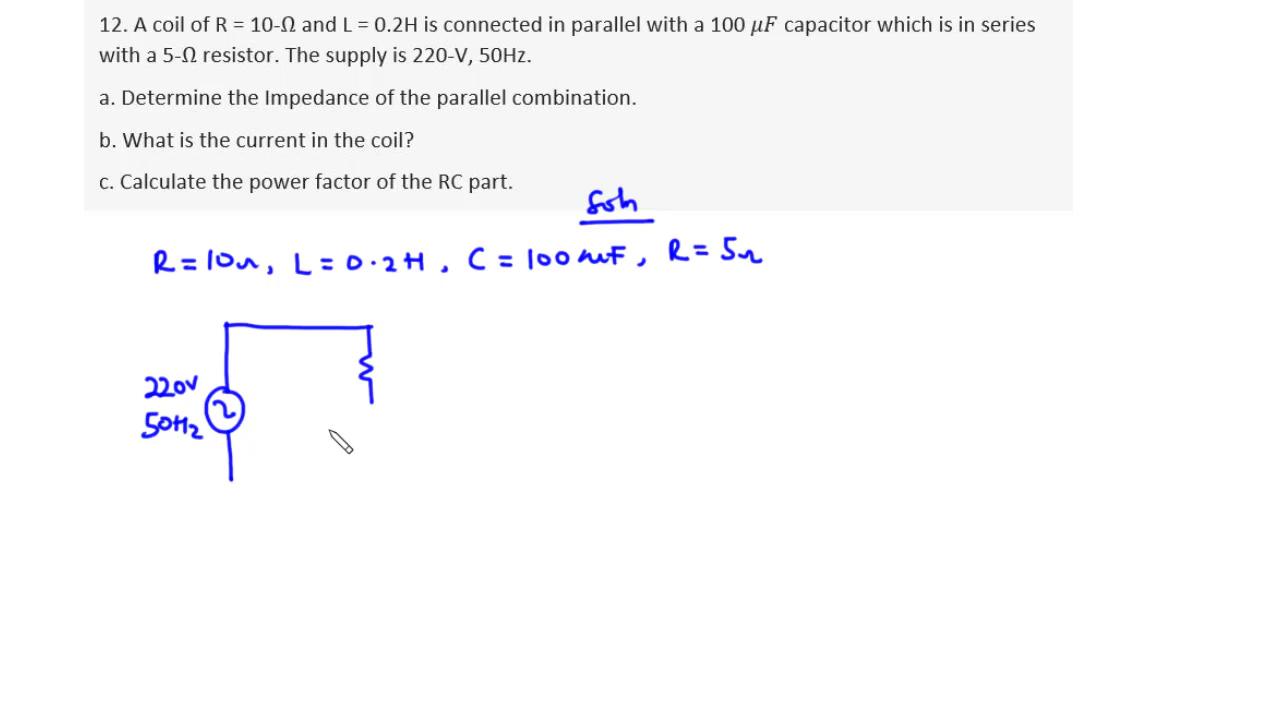 12. A coil of R = 10-Ω and L = 0.2H is connected in parallel with a 100 μF capacitor which is in series
with a 5-Ω resistor. The supply is 220-V, 50Hz.
a. Determine the Impedance of the parallel combination.
b. What is the current in the coil?
c. Calculate the power factor of the RC part.
Soln
R = 10Ω, L = 0.2H, C = 100 μF, R = 5Ω
220V
50Hz